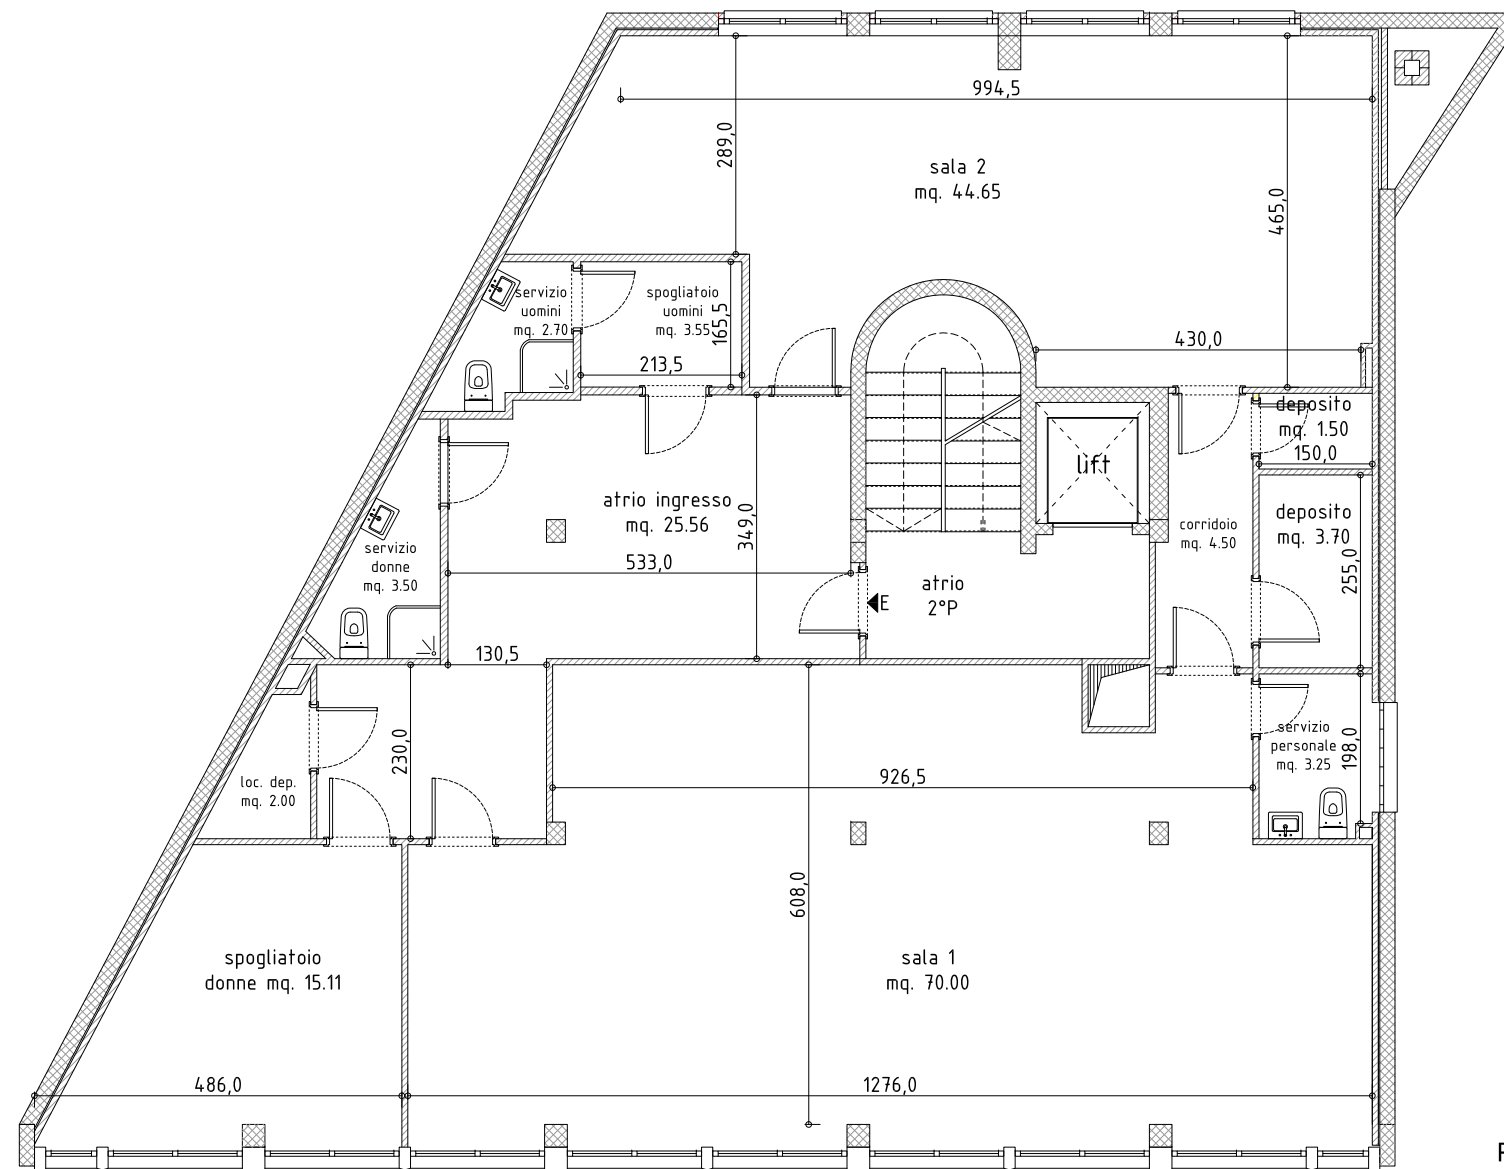 994,5
289,0
sala 2
mq. 44.65
465,0
servizio
uomini
mq. 2.70
spogliatoio
uomini
mq. 3.55
165,5
213,5
430,0
deposito
mq. 1.50
150,0
lift
atrio ingresso
mq. 25.56
349,0
533,0
corridoio
mq. 4.50
deposito
mq. 3.70
255,0
servizio
donne
mq. 3.50
atrio
2°P
E
130,5
230,0
loc. dep.
mq. 2.00
servizio
personale
mq. 3.25
198,0
926,5
608,0
spogliatoio
donne mq. 15.11
sala 1
mq. 70.00
486,0
1276,0